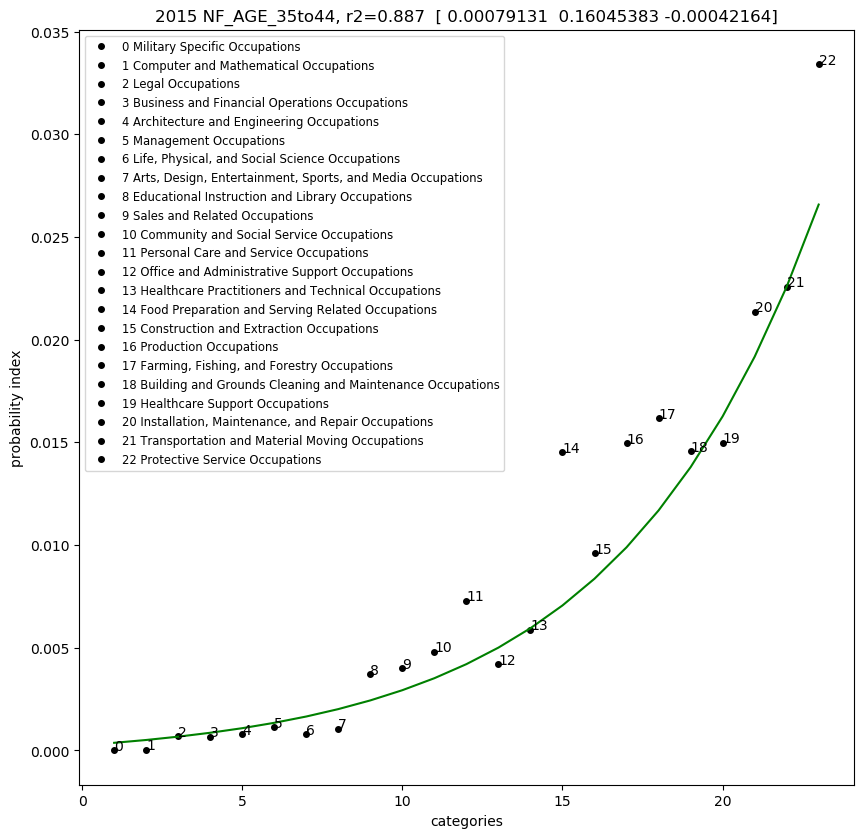 2015 NF_AGE_35to44, r2=0.887 [ 0.00079131 0.16045383 -0.00042164]
0.035
0.030
0.025
0.020
0.015
0.010
0.005
0.000
probability index
0 Military Specific Occupations
1 Computer and Mathematical Occupations
2 Legal Occupations
3 Business and Financial Operations Occupations
4 Architecture and Engineering Occupations
5 Management Occupations
6 Life, Physical, and Social Science Occupations
7 Arts, Design, Entertainment, Sports, and Media Occupations
8 Educational Instruction and Library Occupations
9 Sales and Related Occupations
10 Community and Social Service Occupations
11 Personal Care and Service Occupations
12 Office and Administrative Support Occupations
13 Healthcare Practitioners and Technical Occupations
14 Food Preparation and Serving Related Occupations
15 Construction and Extraction Occupations
16 Production Occupations
17 Farming, Fishing, and Forestry Occupations
18 Building and Grounds Cleaning and Maintenance Occupations
19 Healthcare Support Occupations
20 Installation, Maintenance, and Repair Occupations
21 Transportation and Material Moving Occupations
22 Protective Service Occupations
0
1
2
3
4
5
6
7
8
9
10
11
12
13
14
15
16
17
18
19
20
21
22
0
5
10
15
20
categories